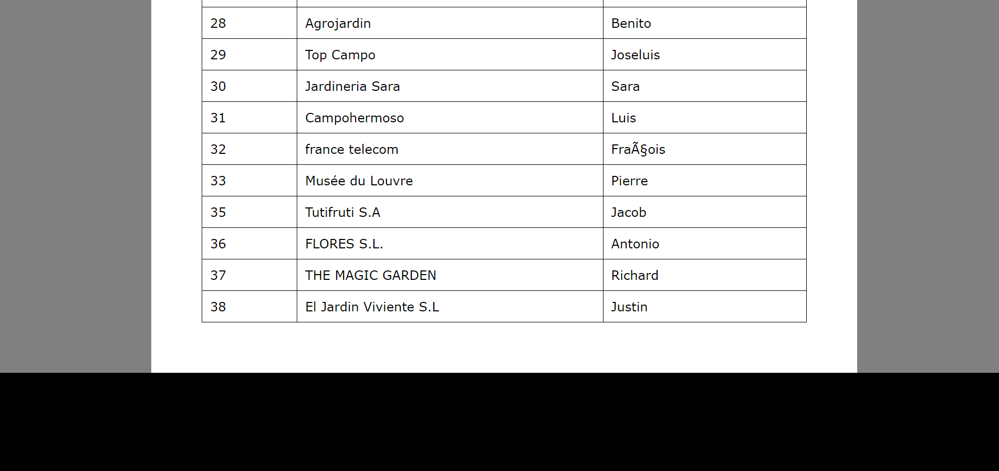 28 Agrojardin Benito
29 Top Campo Joseluis
30 Jardineria Sara Sara
31 Campohermoso Luis
32 france telecom FraÃ§ois
33 Musée du Louvre Pierre
35 Tutifruti S.A Jacob
36 FLORES S.L. Antonio
37 THE MAGIC GARDEN Richard
38 El Jardin Viviente S.L Justin